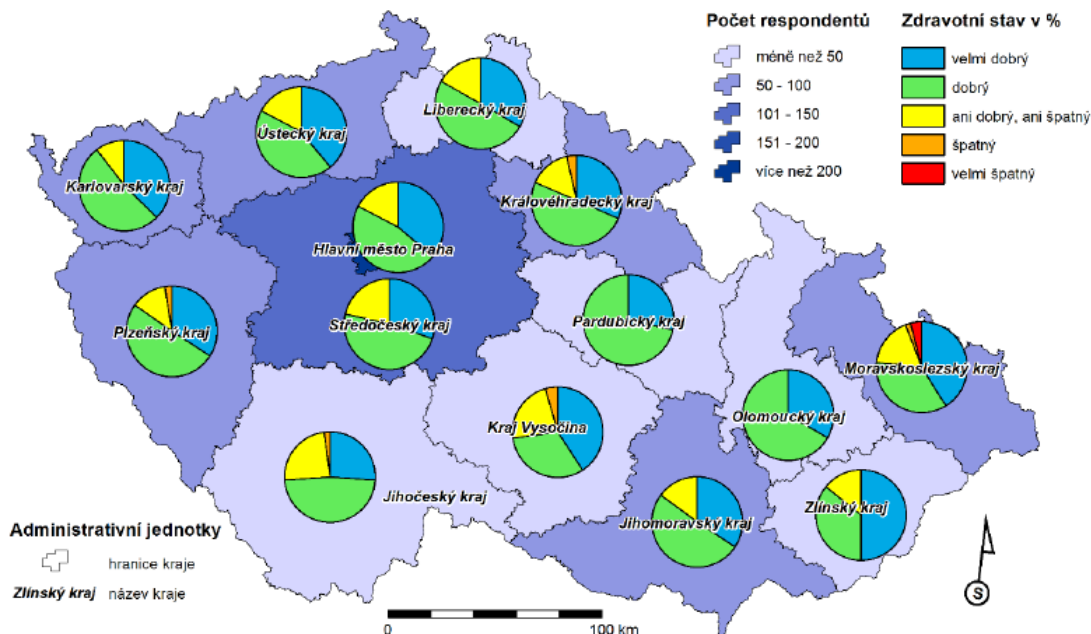 Počet respondentů
méně než 50
50 - 100
101 - 150
151 - 200
více než 200
Zdravotní stav v %
velmi dobrý
dobrý
ani dobrý, ani špatný
špatný
velmi špatný
Liberecký kraj
Ústecký kraj
Karlovarský kraj
Královéhradecký kraj
Hlavní město Praha
Plzeňský kraj
Středočeský kraj
Pardubický kraj
Moravskoslezský kraj
Olomoucký kraj
Kraj Vysočina
Jihočeský kraj
Jihomoravský kraj
Zlínský kraj
Administrativní jednotky
hranice kraje
Zlínský kraj název kraje
0 100 km
S